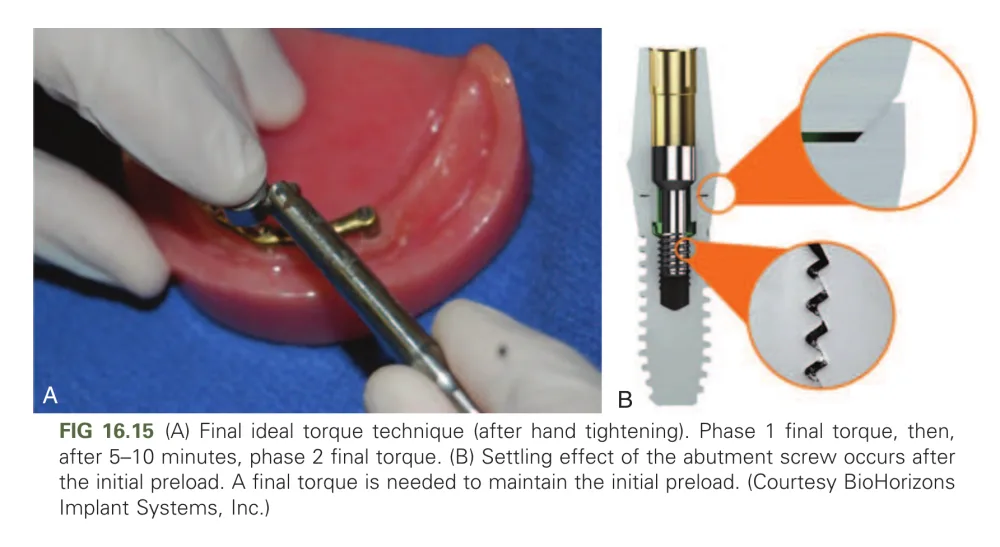 A
B
FIG 16.15 (A) Final ideal torque technique (after hand tightening). Phase 1 final torque, then,
after 5–10 minutes, phase 2 final torque. (B) Settling effect of the abutment screw occurs after
the initial preload. A final torque is needed to maintain the initial preload. (Courtesy BioHorizons
Implant Systems, Inc.)